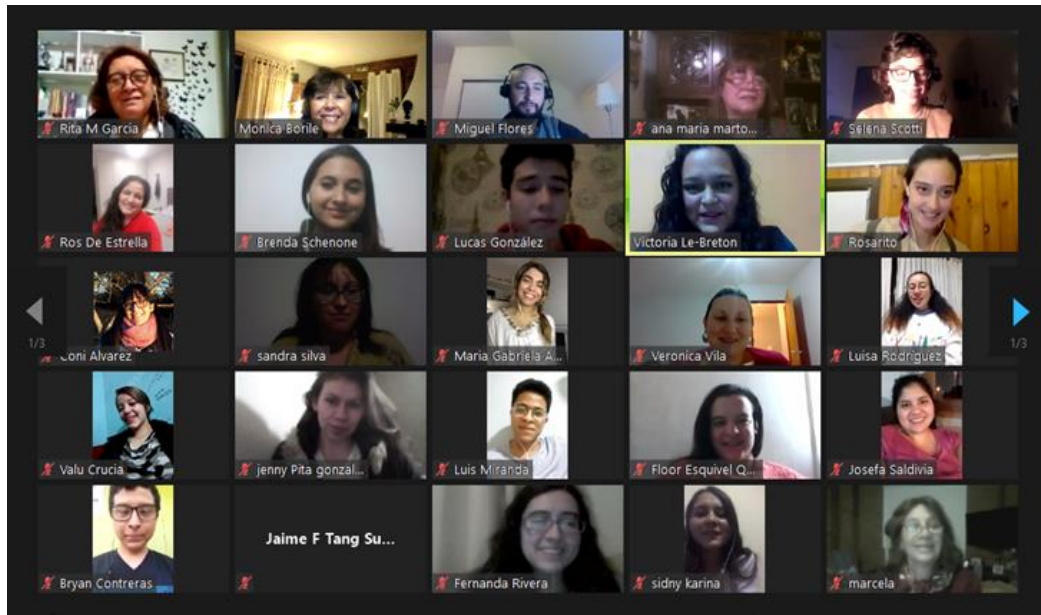 Rita M Garcia
Monica Borile
Miguel Flores
ana maria marto...
Selena Scotti
Ros De Estrella
Brenda Schenone
Lucas González
Victoria Le-Breton
Rosarito
1/3
Coni Alvarez
sandra silva
Maria Gabriela A...
Veronica Vila
Luisa Rodriguez
1/3
Valu Crucia
jenny Pita gonzal...
Luis Miranda
Floor Esquivel Q...
Josefa Saldivia
Bryan Contreras
Jaime F Tang Su...
Fernanda Rivera
sidny karina
marcela